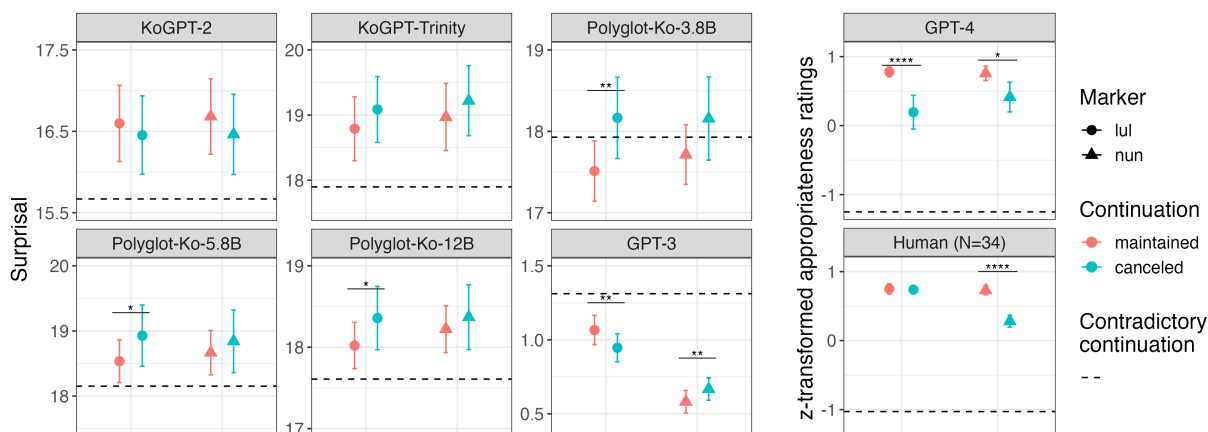 KoGPT-2
KoGPT-Trinity
Polyglot-Ko-3.8B
GPT-4
17.5
16.5
15.5
20
19
18
19
18
17
**
1
0
-1
****
*
Surprisal
z-transformed appropriateness ratings
Polyglot-Ko-5.8B
Polyglot-Ko-12B
GPT-3
Human (N=34)
20
19
18
*
19
18
17
*
1.5
1.0
0.5
**
**
1
0
-1
****
Marker
lul
nun
Continuation
maintained
canceled
Contradictory
continuation